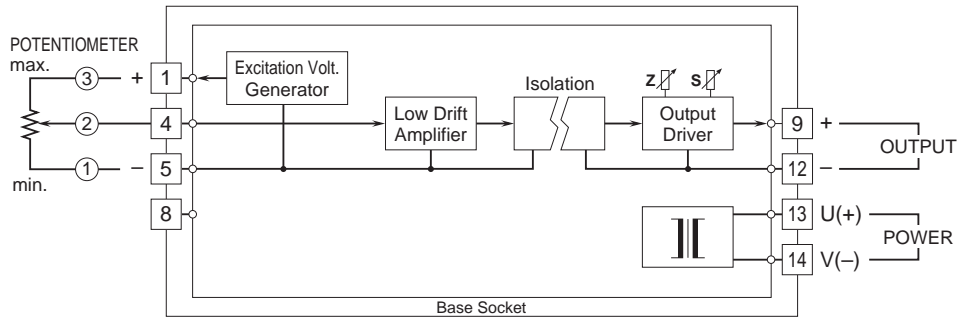 POTENTIOMETER
max.
3
+
1
Excitation Volt.
Generator
Isolation
Z
S
2
4
Low Drift
Amplifier
Output
Driver
9
+
OUTPUT
1
–
5
12
–
min.
8
13
U(+)
POWER
14
V(–)
Base Socket